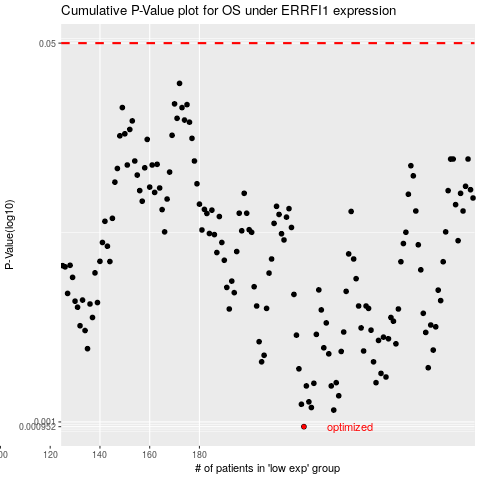 Cumulative P-Value plot for OS under ERRFI1 expression
0.05
P-Value(log10)
0.001
0.000952
optimized
00 140 160 180
# of patients in 'low exp' group